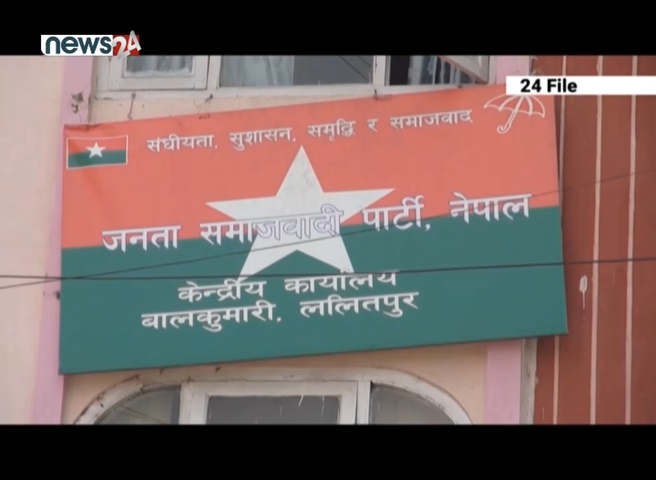 news24
24 File
संघीयता, सुशासन, समृद्धि र समाजवाद
जनता समाजवादी पार्टी, नेपाल
केन्द्रीय कार्यालय
बालकुमारी, ललितपुर